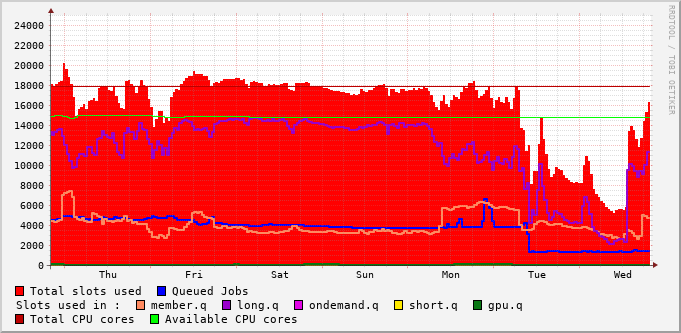 RRDTOOL / TOBI OETIKER
24000
22000
20000
18000
16000
14000
12000
10000
8000
6000
4000
2000
0
Thu Fri Sat Sun Mon Tue Wed
Total slots used Queued Jobs
Slots used in : member.q long.q ondemand.q short.q gpu.q
Total CPU cores Available CPU cores